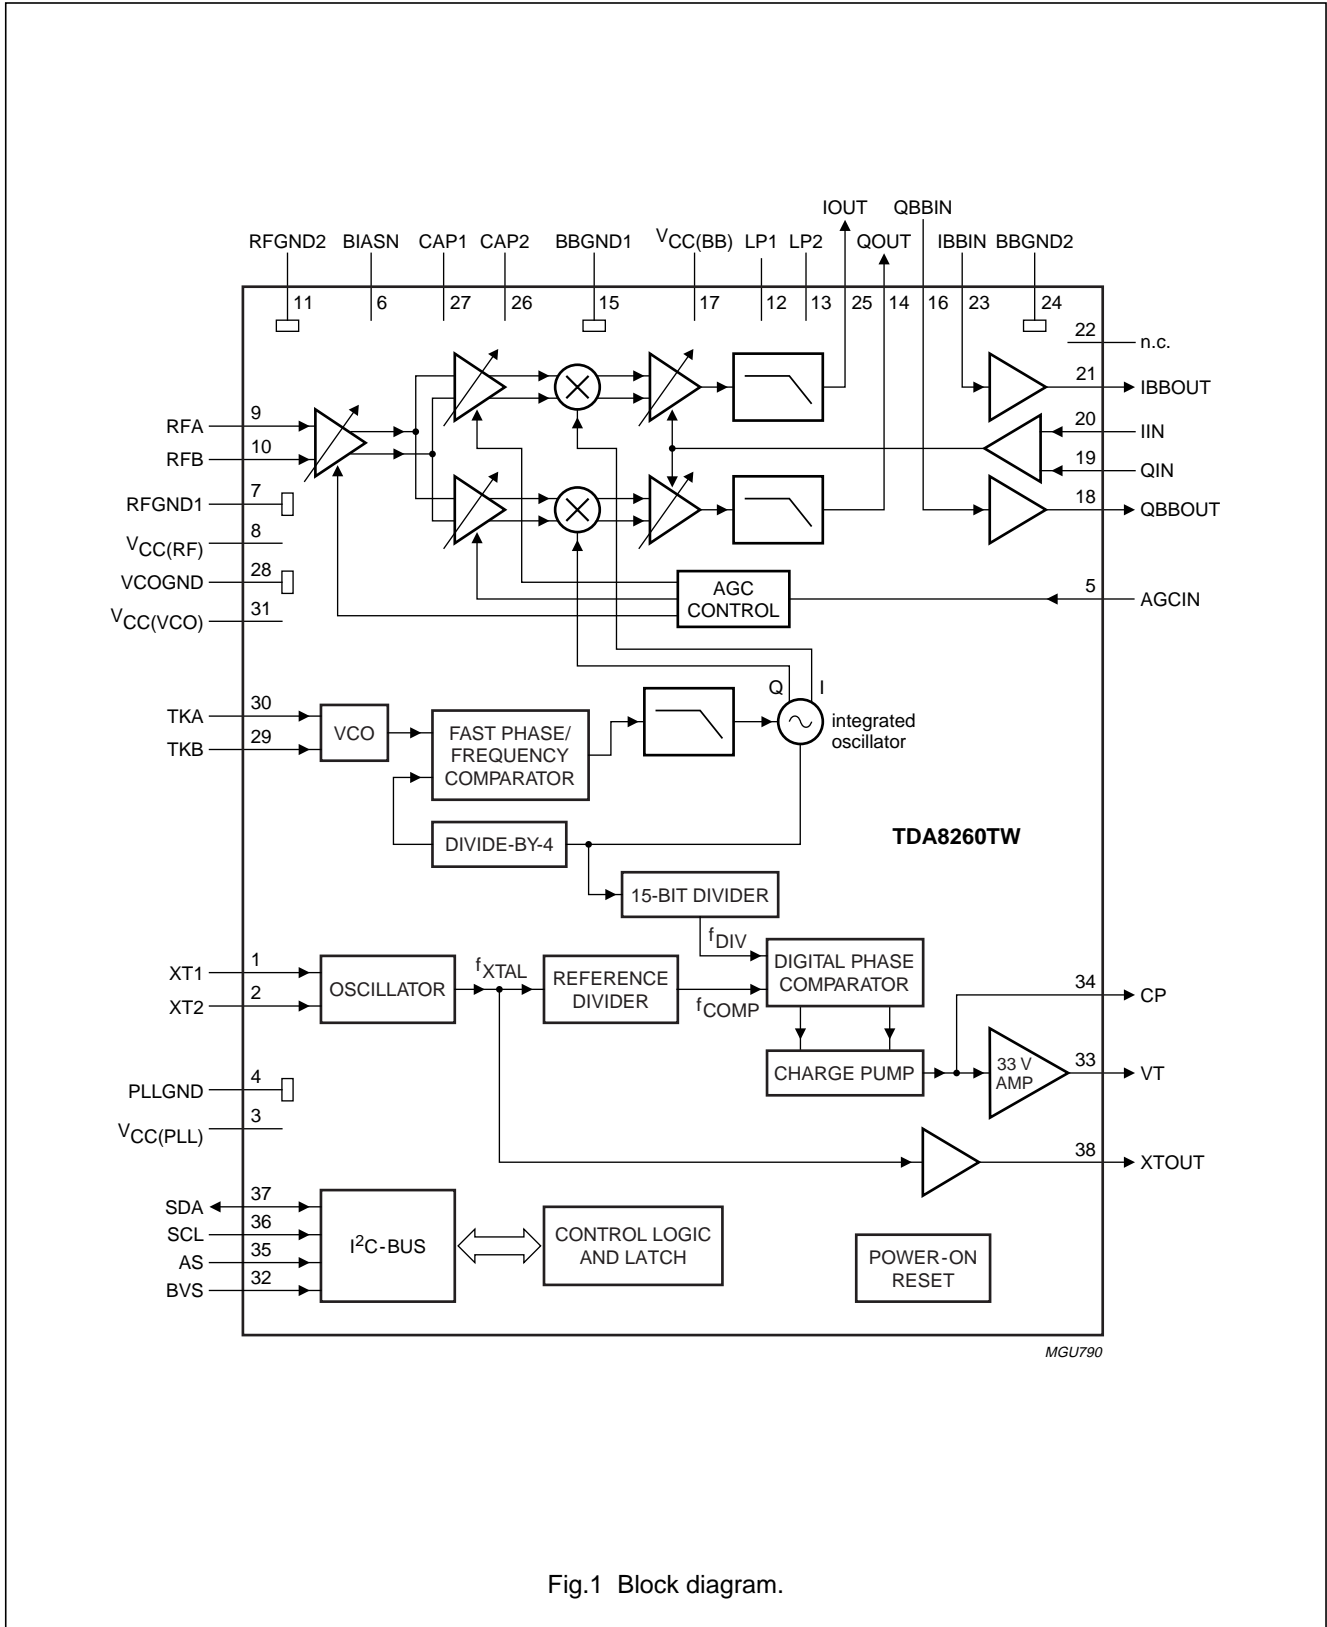 IOUT QBBIN
RFGND2 BIASN CAP1 CAP2 BBGND1 VCC(BB) LP1 LP2 QOUT IBBIN BBGND2
11 6 27 26 15 17 12 13 25 14 16 23 24
22 n.c.
21 IBBOUT
RFA 9
20 IIN
RFB 10
19 QIN
RFGND1 7
18 QBBOUT
VCC(RF) 8
VCOGND 28
AGC
CONTROL
5 AGCIN
VCC(VCO) 31
Q I
TKA 30
TKB 29
VCO
FAST PHASE/
FREQUENCY
COMPARATOR
integrated
oscillator
DIVIDE-BY-4
TDA8260TW
15-BIT DIVIDER
fDIV
XT1 1
XT2 2
OSCILLATOR
fXTAL
REFERENCE
DIVIDER
fCOMP
DIGITAL PHASE
COMPARATOR
34 CP
CHARGE PUMP
33 V
AMP
33 VT
PLLGND 4
VCC(PLL) 3
38 XTOUT
SDA 37
SCL 36
AS 35
BVS 32
I2C-BUS
CONTROL LOGIC
AND LATCH
POWER-ON
RESET
MGU790
Fig.1 Block diagram.